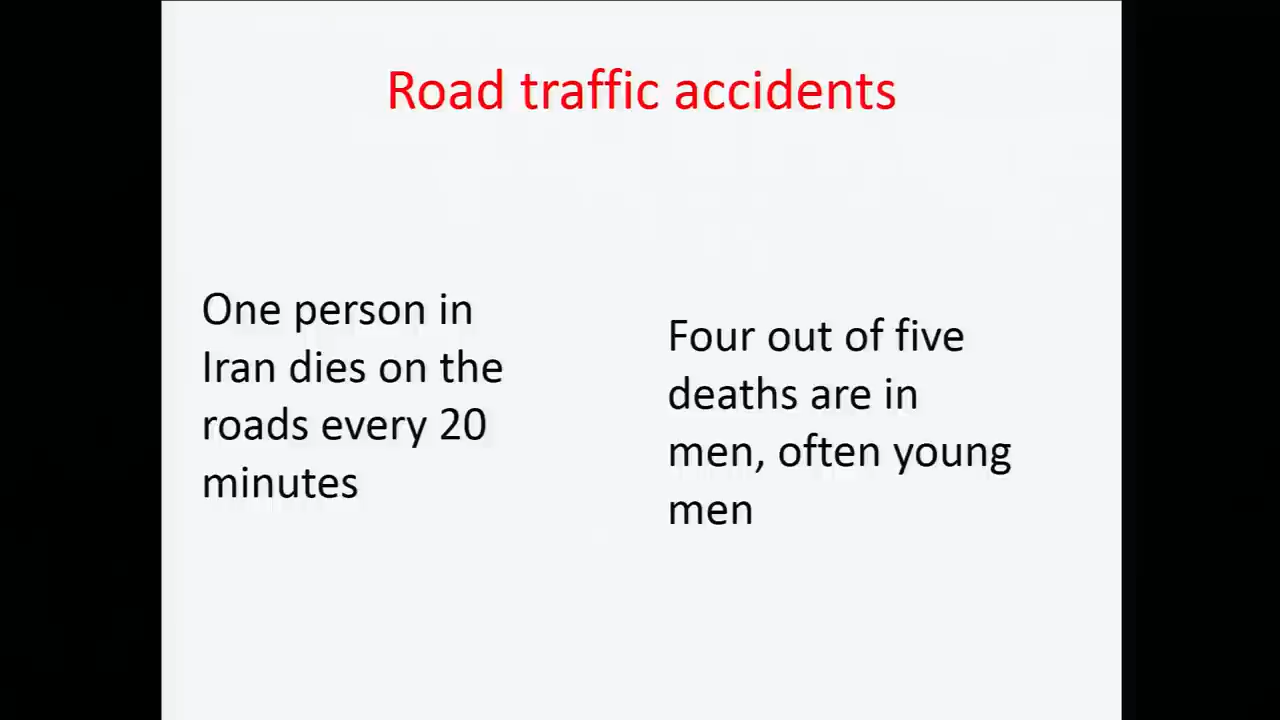 Road traffic accidents
One person in
Iran dies on the
roads every 20
minutes
Four out of five
deaths are in
men, often young
men